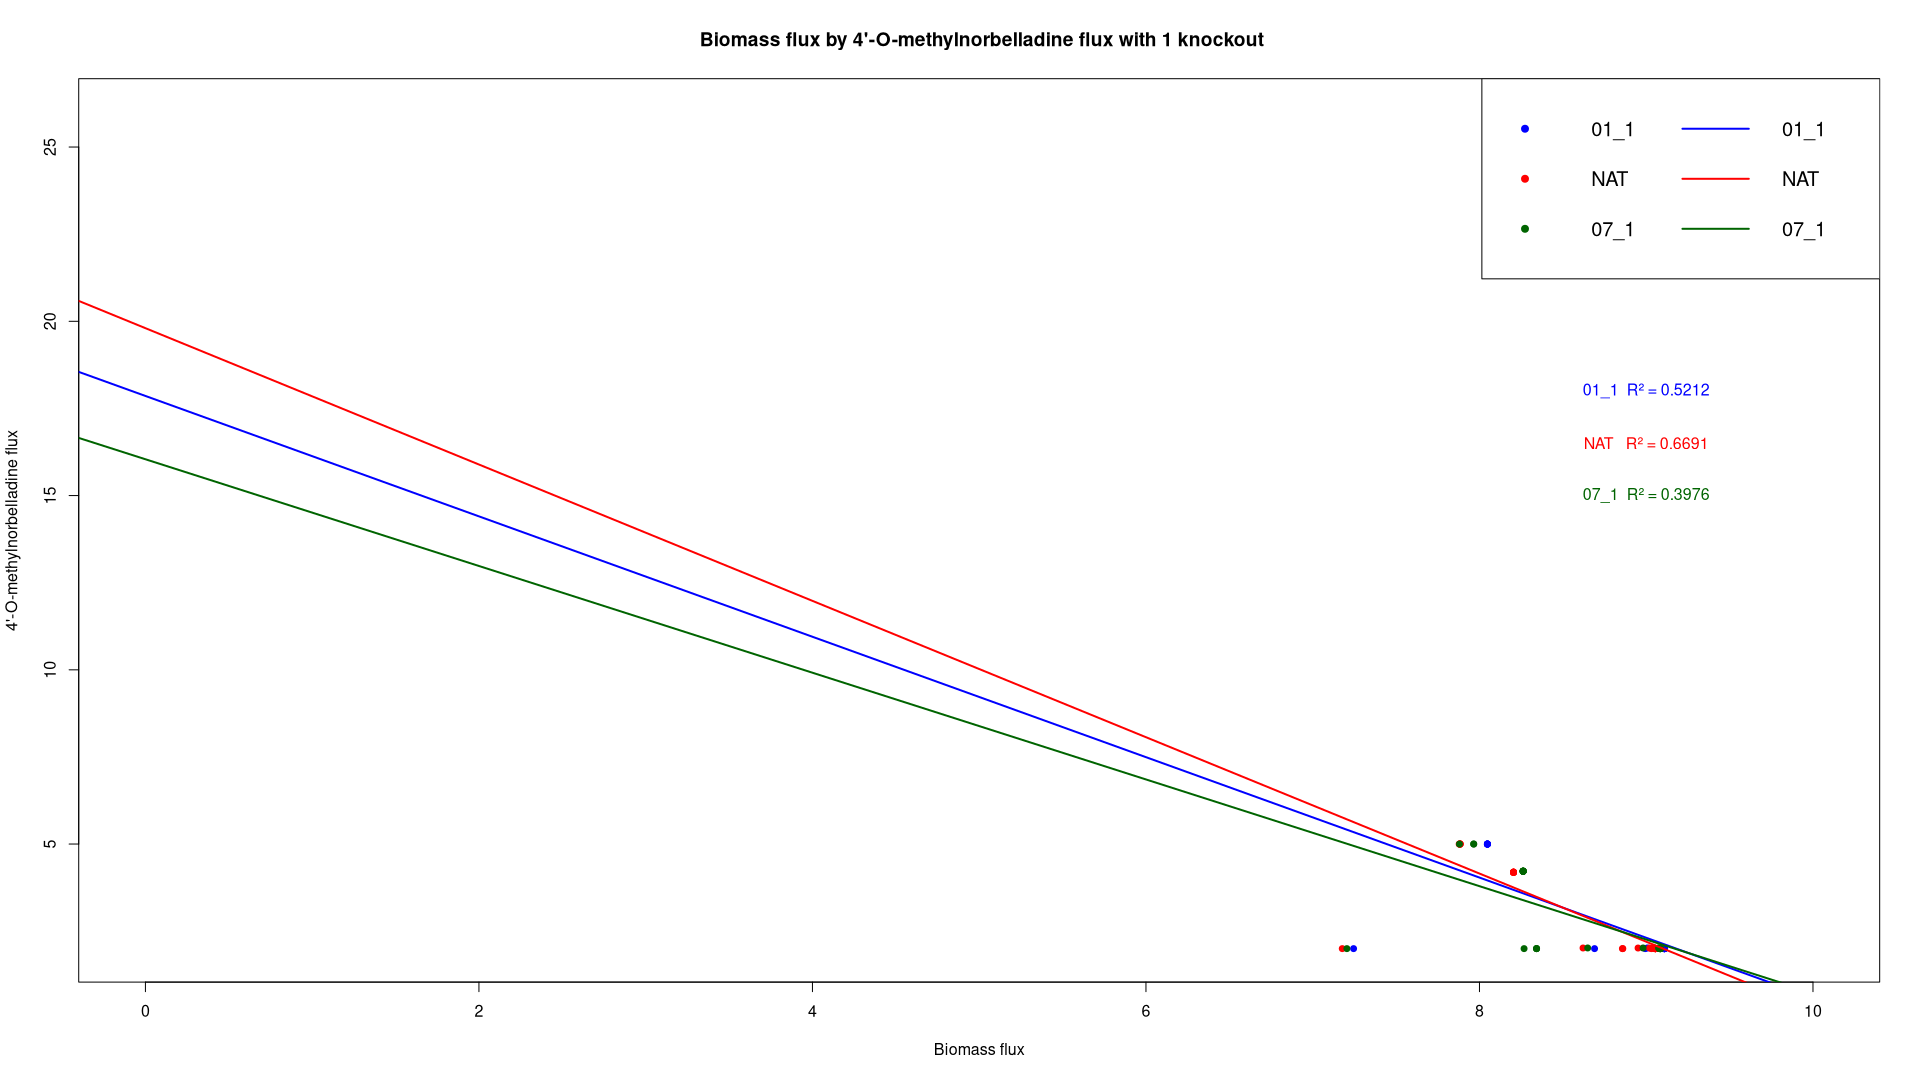 Biomass flux by 4'-O-methylnorbelladine flux with 1 knockout
01_1 01_1
NAT NAT
07_1 07_1
01_1 R² = 0.5212
NAT R² = 0.6691
07_1 R² = 0.3976
4'-O-methylnorbelladine flux
25
20
15
10
5
0 2 4 6 8 10
Biomass flux